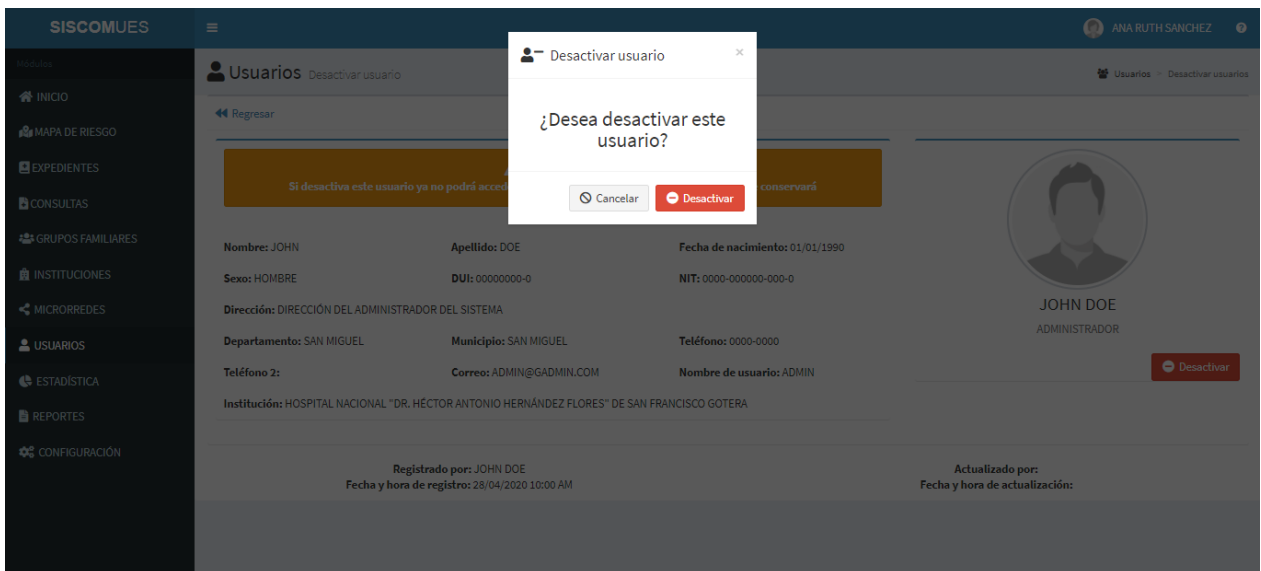 SISCOMUES
ANA RUTH SANCHEZ
Módulos
INICIO
MAPA DE RIESGO
EXPEDIENTES
CONSULTAS
GRUPOS FAMILIARES
INSTITUCIONES
MICRORREDES
USUARIOS
ESTADÍSTICA
REPORTES
CONFIGURACIÓN
Usuarios Desactivar usuario
Usuarios > Desactivar usuarios
Regresar
Desactivar usuario ×
¿Desea desactivar este
usuario?
Cancelar Desactivar
Si desactiva este usuario ya no podrá conservará
Nombre: JOHN Apellido: DOE Fecha de nacimiento: 01/01/1990
Sexo: HOMBRE DUI: 00000000-0 NIT: 0000-000000-000-0
Dirección: DIRECCIÓN DEL ADMINISTRADOR DEL SISTEMA
Departamento: SAN MIGUEL Municipio: SAN MIGUEL Teléfono: 0000-0000
Teléfono 2: Correo: ADMIN@GADMIN.COM Nombre de usuario: ADMIN
Institución: HOSPITAL NACIONAL "DR. HÉCTOR ANTONIO HERNÁNDEZ FLORES" DE SAN FRANCISCO GOTERA
JOHN DOE
ADMINISTRADOR
Desactivar
Registrado por: JOHN DOE
Fecha y hora de registro: 28/04/2020 10:00 AM
Actualizado por:
Fecha y hora de actualización: